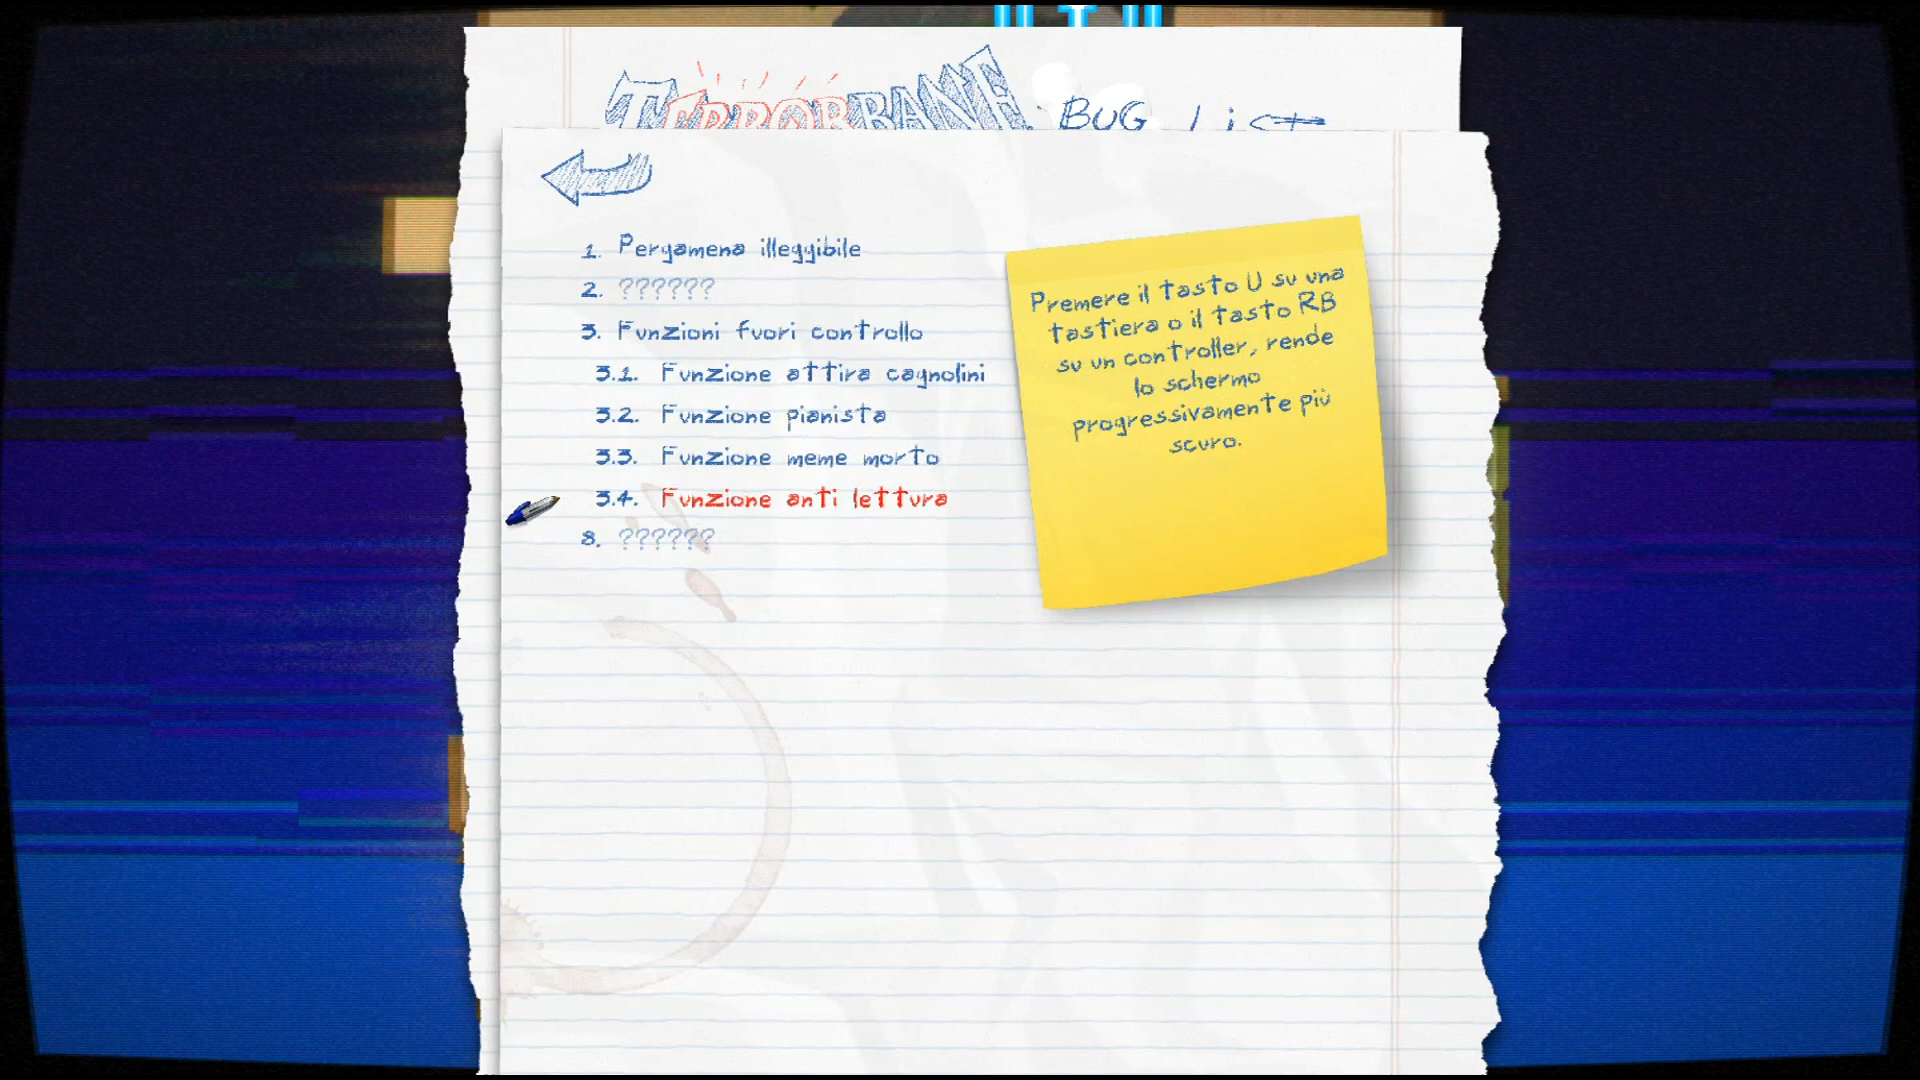 TERRORBANE BUG List
1. Pergamena illeggibile
2. ??????
3. Funzioni fuori controllo
3.1. Funzione attira cagnolini
3.2. Funzione pianista
3.3. Funzione meme morto
3.4. Funzione anti lettura
8. ??????
Premere il tasto U su una
tastiera o il tasto RB
su un controller, rende
lo schermo
progressivamente più
scuro.